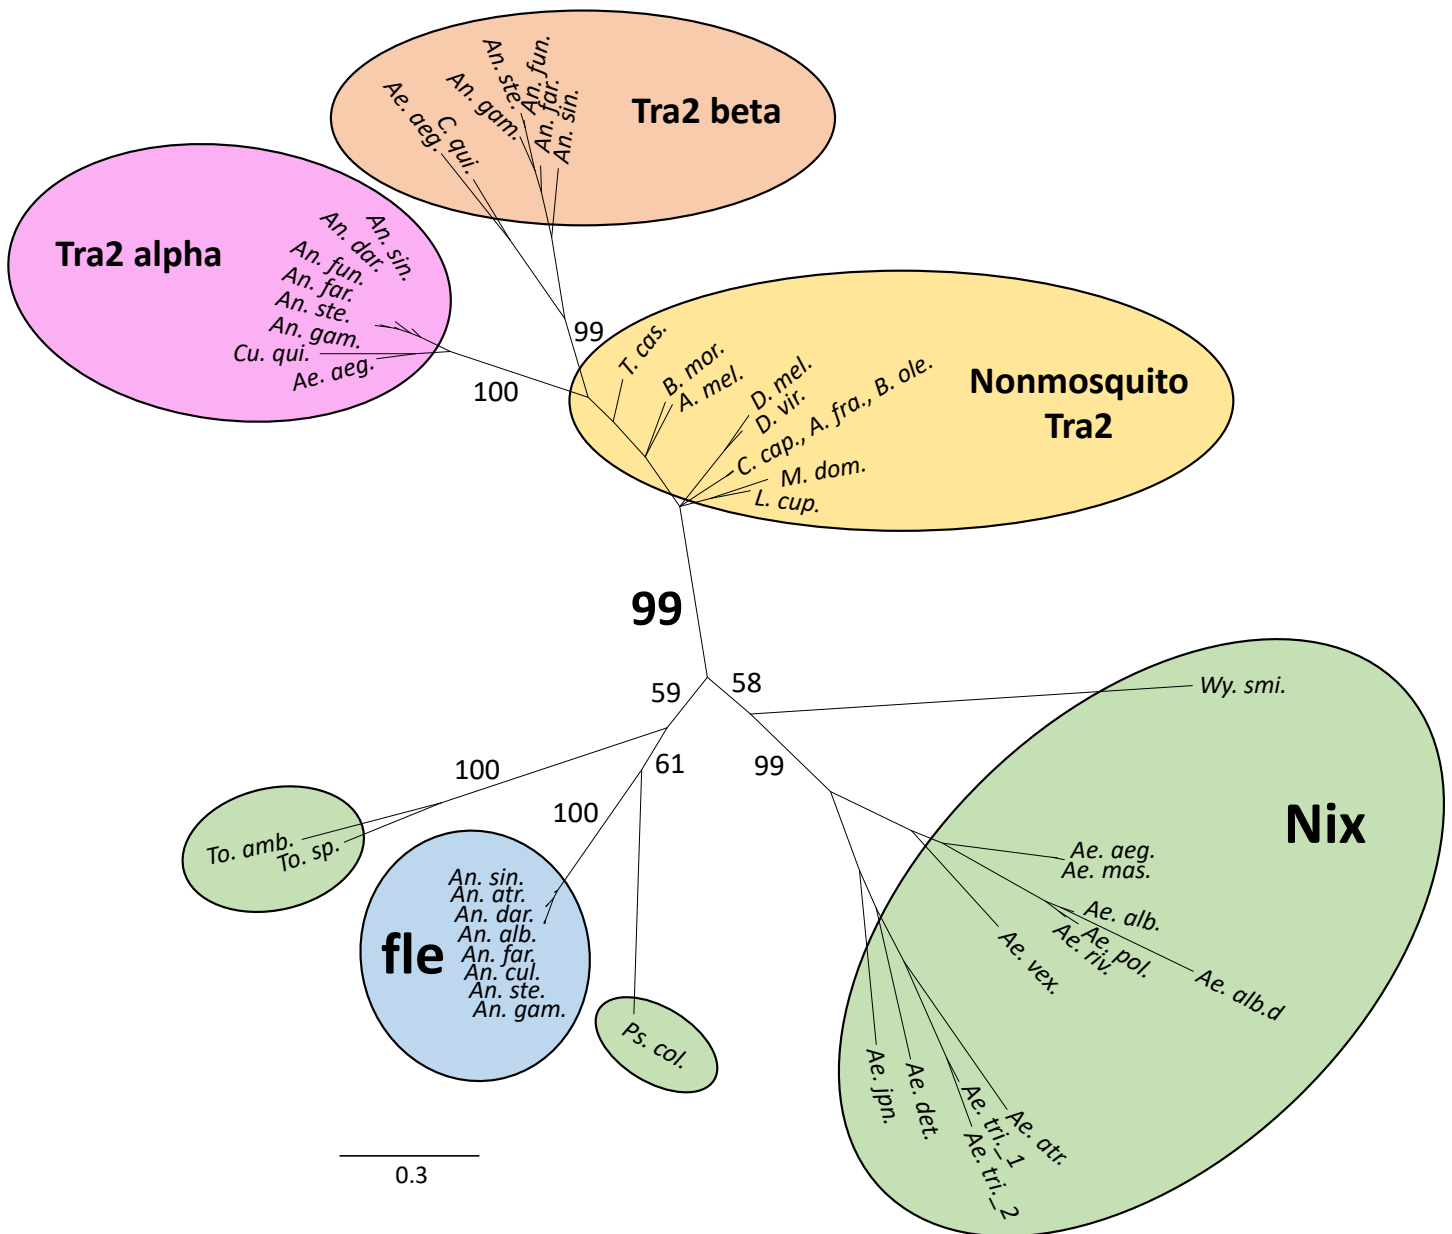 Tra2 beta
Ae. aeg.
C. qui.
An. gam.
An. ste.
An. fun.
An. far.
An. sin.
Tra2 alpha
An. sin.
An. dar.
An. fun.
An. far.
An. ste.
An. gam.
Cu. qui.
Ae. aeg.
100
99
Nonmosquito
Tra2
T. cas.
B. mor.
A. mel.
D. mel.
D. vir.
C. cap., A. fra., B. ole.
M. dom.
L. cup.
99
59
58
61
99
100
100
To. amb.
To. sp.
fle
An. sin.
An. atr.
An. dar.
An. alb.
An. far.
An. cul.
An. ste.
An. gam.
Ps. col.
Nix
Wy. smi.
Ae. aeg.
Ae. mas.
Ae. alb.
Ae. pol.
Ae. riv.
Ae. alb.d
Ae. vex.
Ae. jpn.
Ae. det.
Ae. tri._1
Ae. tri._2
Ae. atr.
0.3